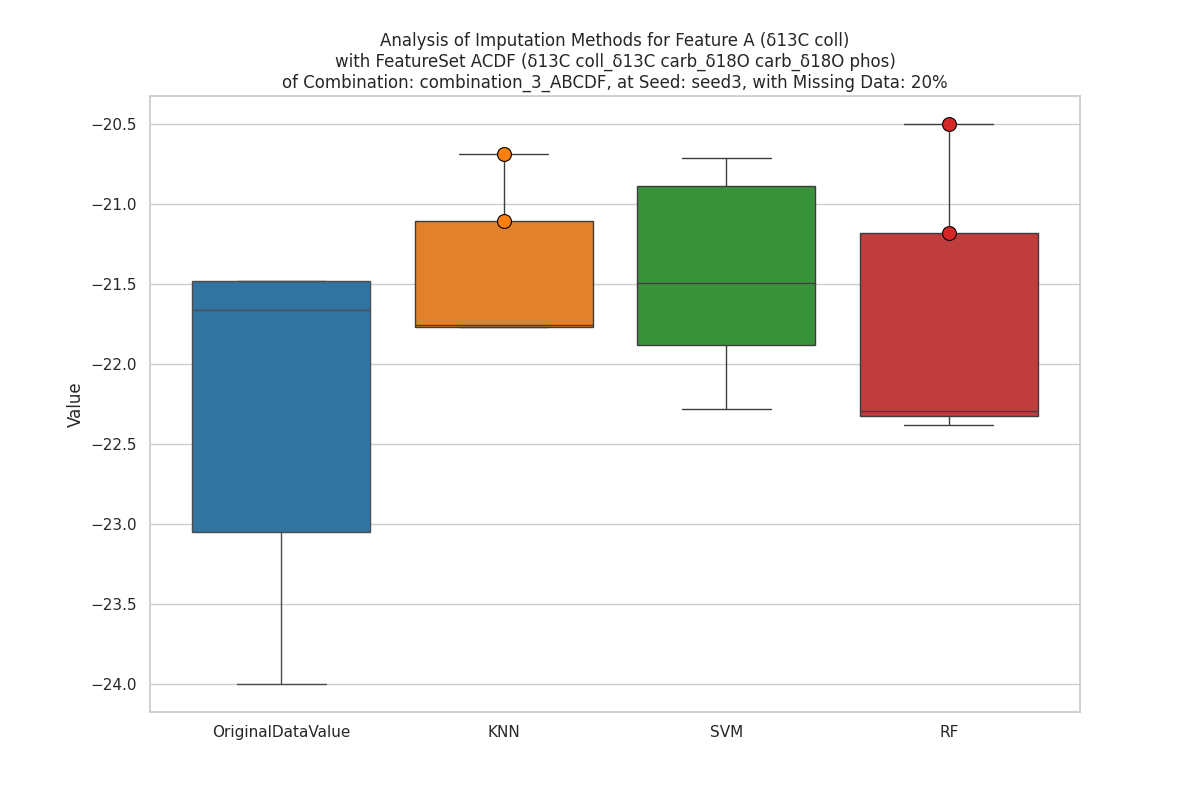 Analysis of Imputation Methods for Feature A (δ13C coll)
with FeatureSet ACDF (δ13C coll_δ13C carb_δ18O carb_δ18O phos)
of Combination: combination_3_ABCDF, at Seed: seed3, with Missing Data: 20%
−20.5
−21.0
−21.5
−22.0
−22.5
−23.0
−23.5
−24.0
Value
OriginalDataValue
KNN
SVM
RF